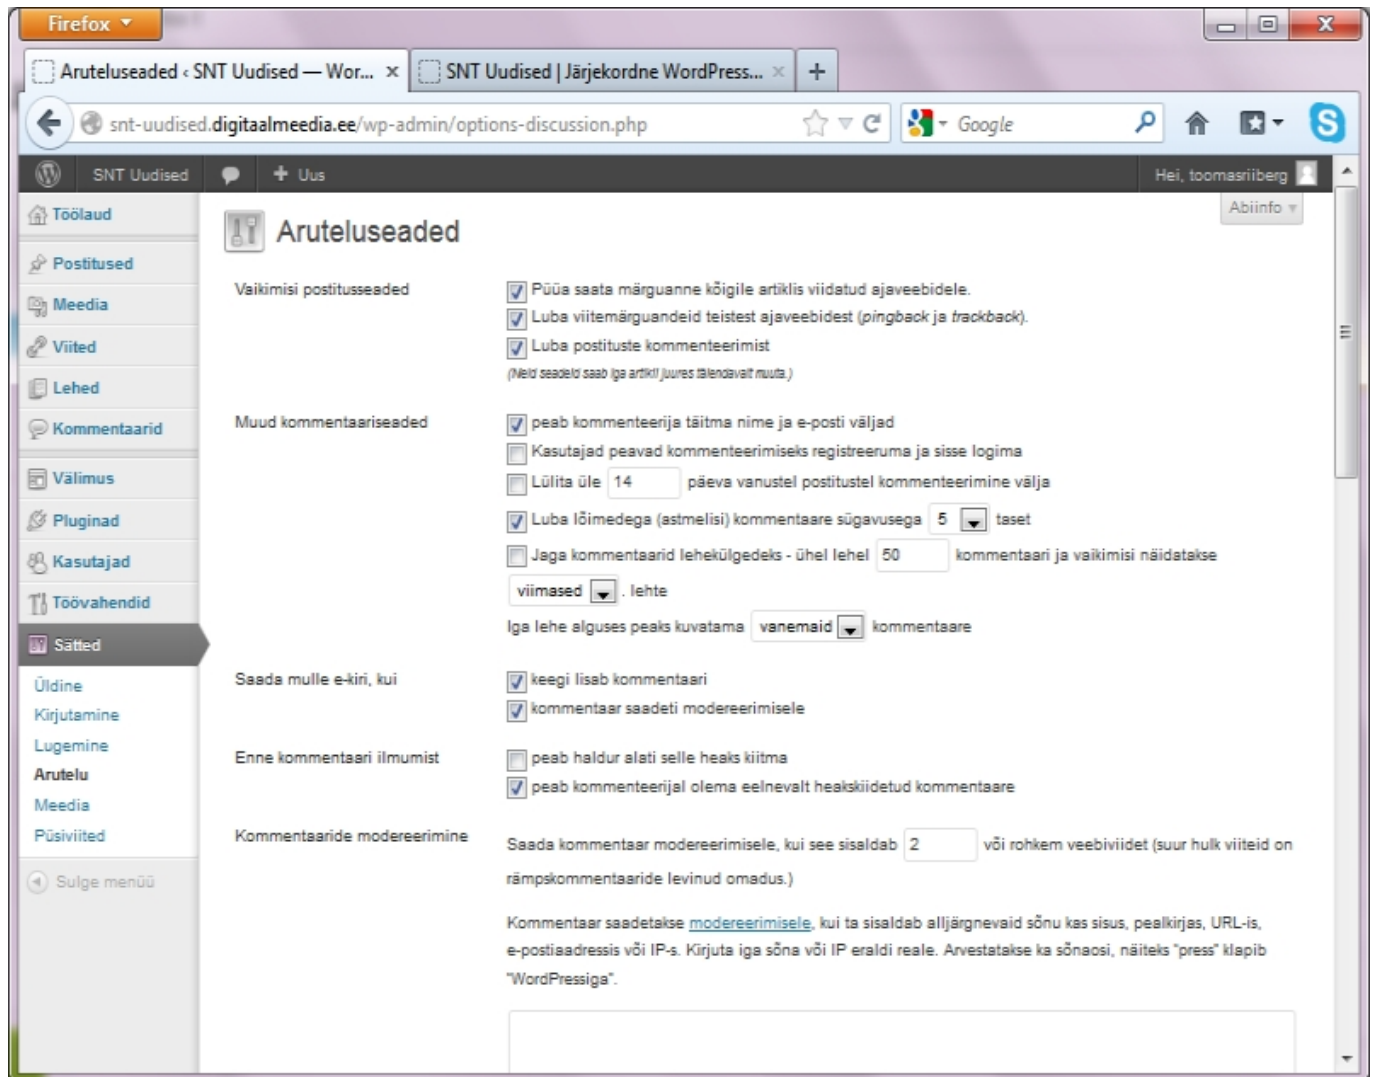 Firefox
Aruteluseaded ‹ SNT Uudised — Wor... ×
SNT Uudised | Järjekordne WordPress... ×
snt-uudised.digitaalmeedia.ee/wp-admin/options-discussion.php
Google
SNT Uudised
+ Uus
Hei, toomasriiberg
Abiinfo
Töölaud
Postitused
Meedia
Viited
Lehed
Kommentaarid
Välimus
Pluginad
Kasutajad
Töövahendid
Sätted
Üldine
Kirjutamine
Lugemine
Arutelu
Meedia
Püsiviited
Sulge menüü
Aruteluseaded
Vaikimisi postitusseaded
Püüa saata märguanne kõigile artiklis viidatud ajaveebidele.
Luba viitemärguandeid teistest ajaveebidest (pingback ja trackback).
Luba postituste kommenteerimist
(Neid seadeid saab iga artikli juures täiendavalt muuta.)
Muud kommentaariseaded
peab kommenteerija täitma nime ja e-posti väljad
Kasutajad peavad kommenteerimiseks registreeruma ja sisse logima
Lülita üle 14 päeva vanustel postitustel kommenteerimine välja
Luba lõimedega (astmelisi) kommentaare sügavusega 5 taset
Jaga kommentaarid lehekülgedeks - ühel lehel 50 kommentaari ja vaikimisi näidatakse
viimased . lehte
Iga lehe alguses peaks kuvatama vanemaid kommentaare
Saada mulle e-kiri, kui
keegi lisab kommentaari
kommentaar saadeti modereerimisele
Enne kommentaari ilmumist
peab haldur alati selle heaks kiitma
peab kommenteerijal olema eelnevalt heakskiidetud kommentaare
Kommentaaride modereerimine
Saada kommentaar modereerimisele, kui see sisaldab 2 või rohkem veebiviidet (suur hulk viiteid on
rämpskommentaaride levinud omadus.)
Kommentaar saadetakse modereerimisele, kui ta sisaldab alljärgnevaid sõnu kas sisus, pealkirjas, URL-is,
e-postiaadressis või IP-s. Kirjuta iga sõna või IP eraldi reale. Arvestatakse ka sõnaosi, näiteks "press" klapib
"WordPressiga".